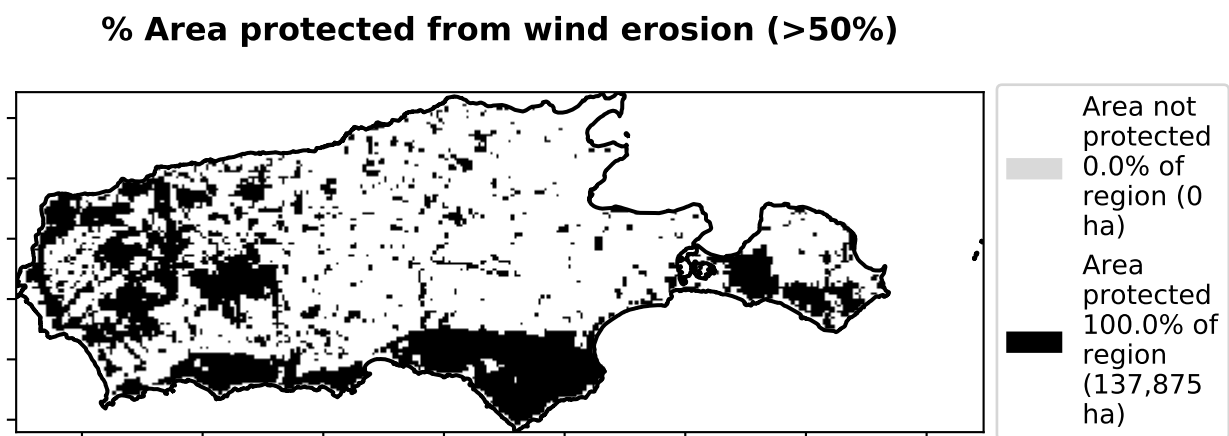 % Area protected from wind erosion (>50%)
Area not
protected
0.0% of
region (0
ha)
Area
protected
100.0% of
region
(137,875
ha)